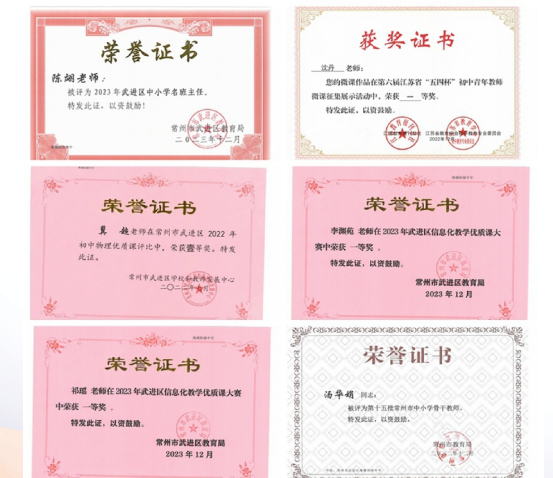 荣誉证书
陈翊老师：
被评为2023年武进区中小学名班主任。
特发此证，以资鼓励！
常州市武进区教育局
二〇二三年十二月
获奖证书
沈丹 老师：
您的微课作品在第六届江苏省“五四杯”初中青年教师
微课征集展示活动中，荣获 一 等奖。
特发此证，以资鼓励。
荣誉证书
老师在常州市武进区 2022 年
初中物理优质课评比中，荣获壹等奖。特发
此证。
荣誉证书
老师在2023年武进区信息化教学优质课大
赛中荣获 一等奖 。
特发此证，以资鼓励。
常州市武进区教育局
2023 年 12 月
荣誉证书
祁瑶 老师在2023年武进区信息化教学优质课大赛
中荣获 一等奖 。
特发此证，以资鼓励。
常州市武进区教育局
2023 年 12 月
荣誉证书
汤华娟 同志：
被评为第十五批常州市中小学骨干教师。
特发此证，以资鼓励。
常州市教育局